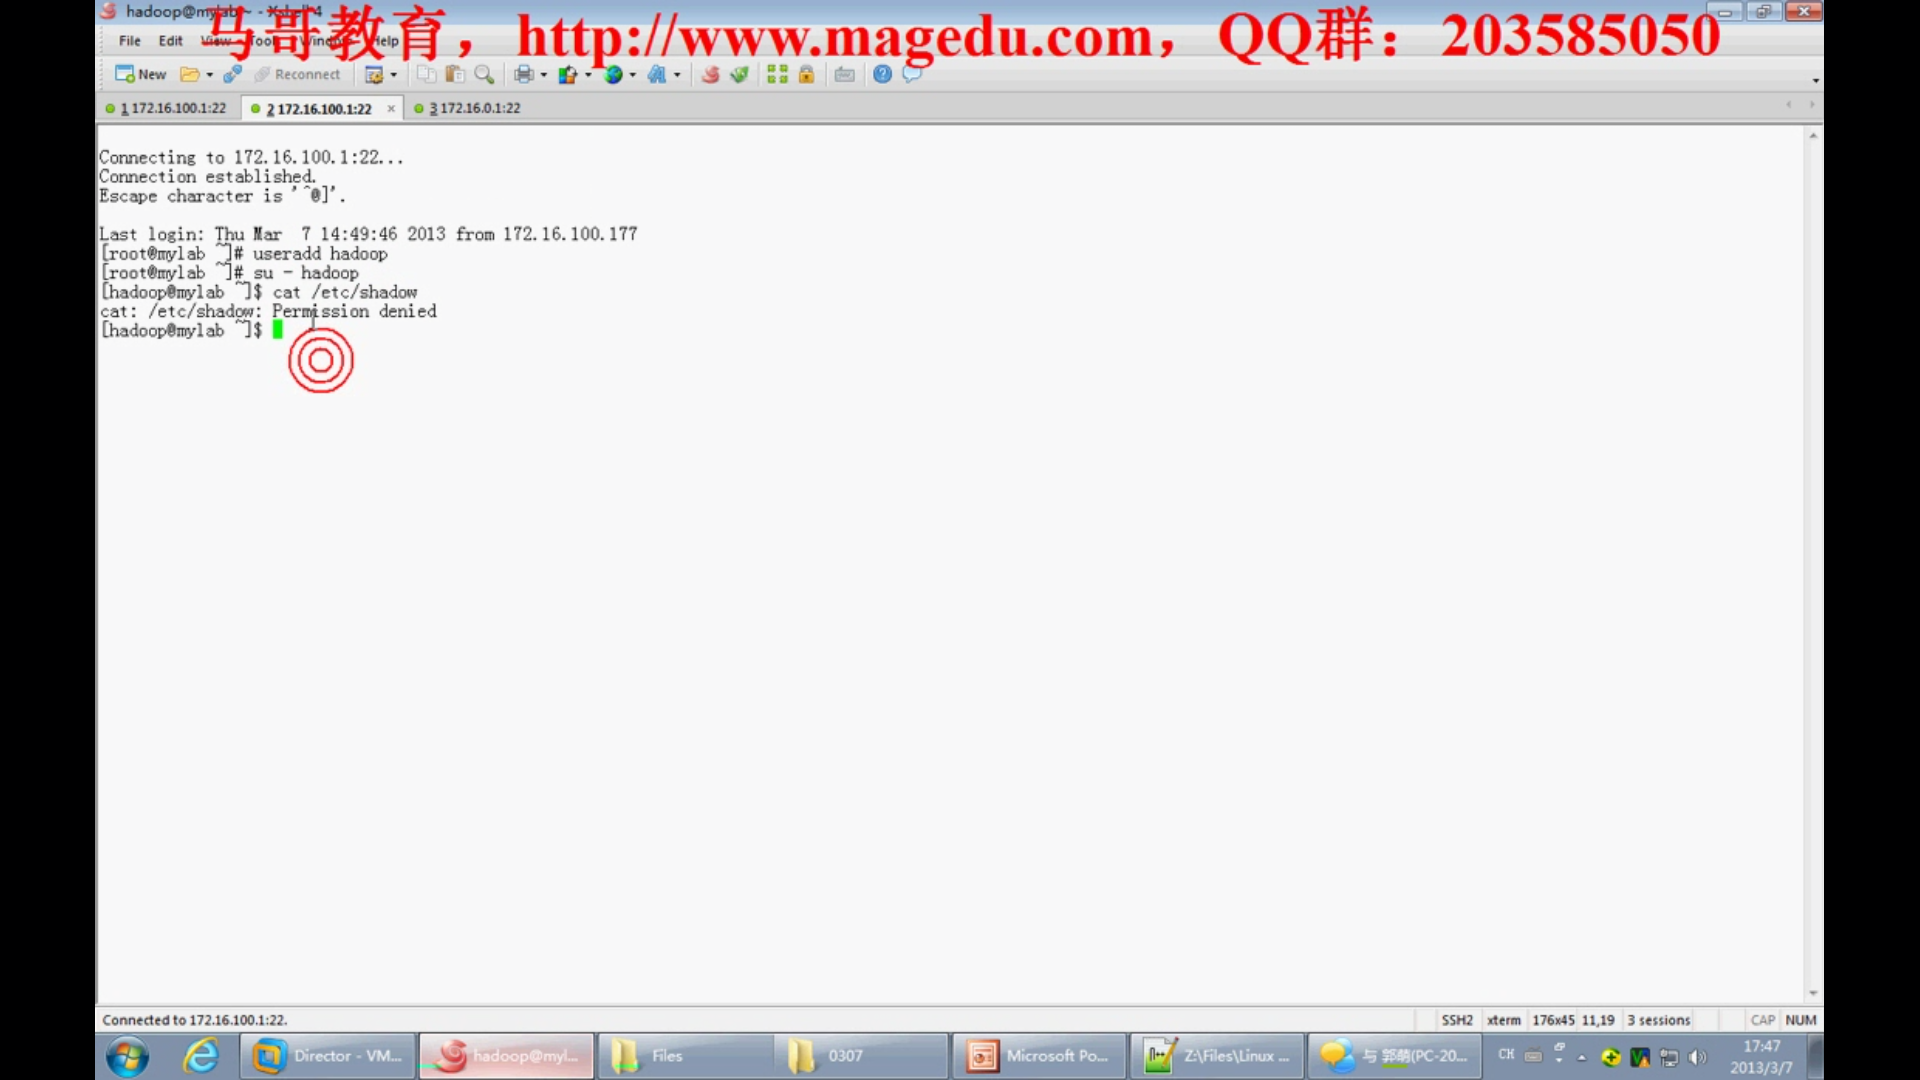 hadoop@mylab:~ - Xshell 4
马哥教育，http://www.magedu.com，QQ群：203585050
File Edit View Tools Window Help
New Reconnect
1 172.16.100.1:22 2 172.16.100.1:22 3 172.16.0.1:22
Connecting to 172.16.100.1:22...
Connection established.
Escape character is '^@]'.
Last login: Thu Mar  7 14:49:46 2013 from 172.16.100.177
[root@mylab ~]# useradd hadoop
[root@mylab ~]# su - hadoop
[hadoop@mylab ~]$ cat /etc/shadow
cat: /etc/shadow: Permission denied
[hadoop@mylab ~]$
Connected to 172.16.100.1:22.
SSH2 xterm 176x45 11,19 3 sessions CAP NUM
Director - VM... hadoop@myl... Files 0307 Microsoft Po... Z:\Files\Linux ... 与 郭萌(PC-20... CH
17:47
2013/3/7